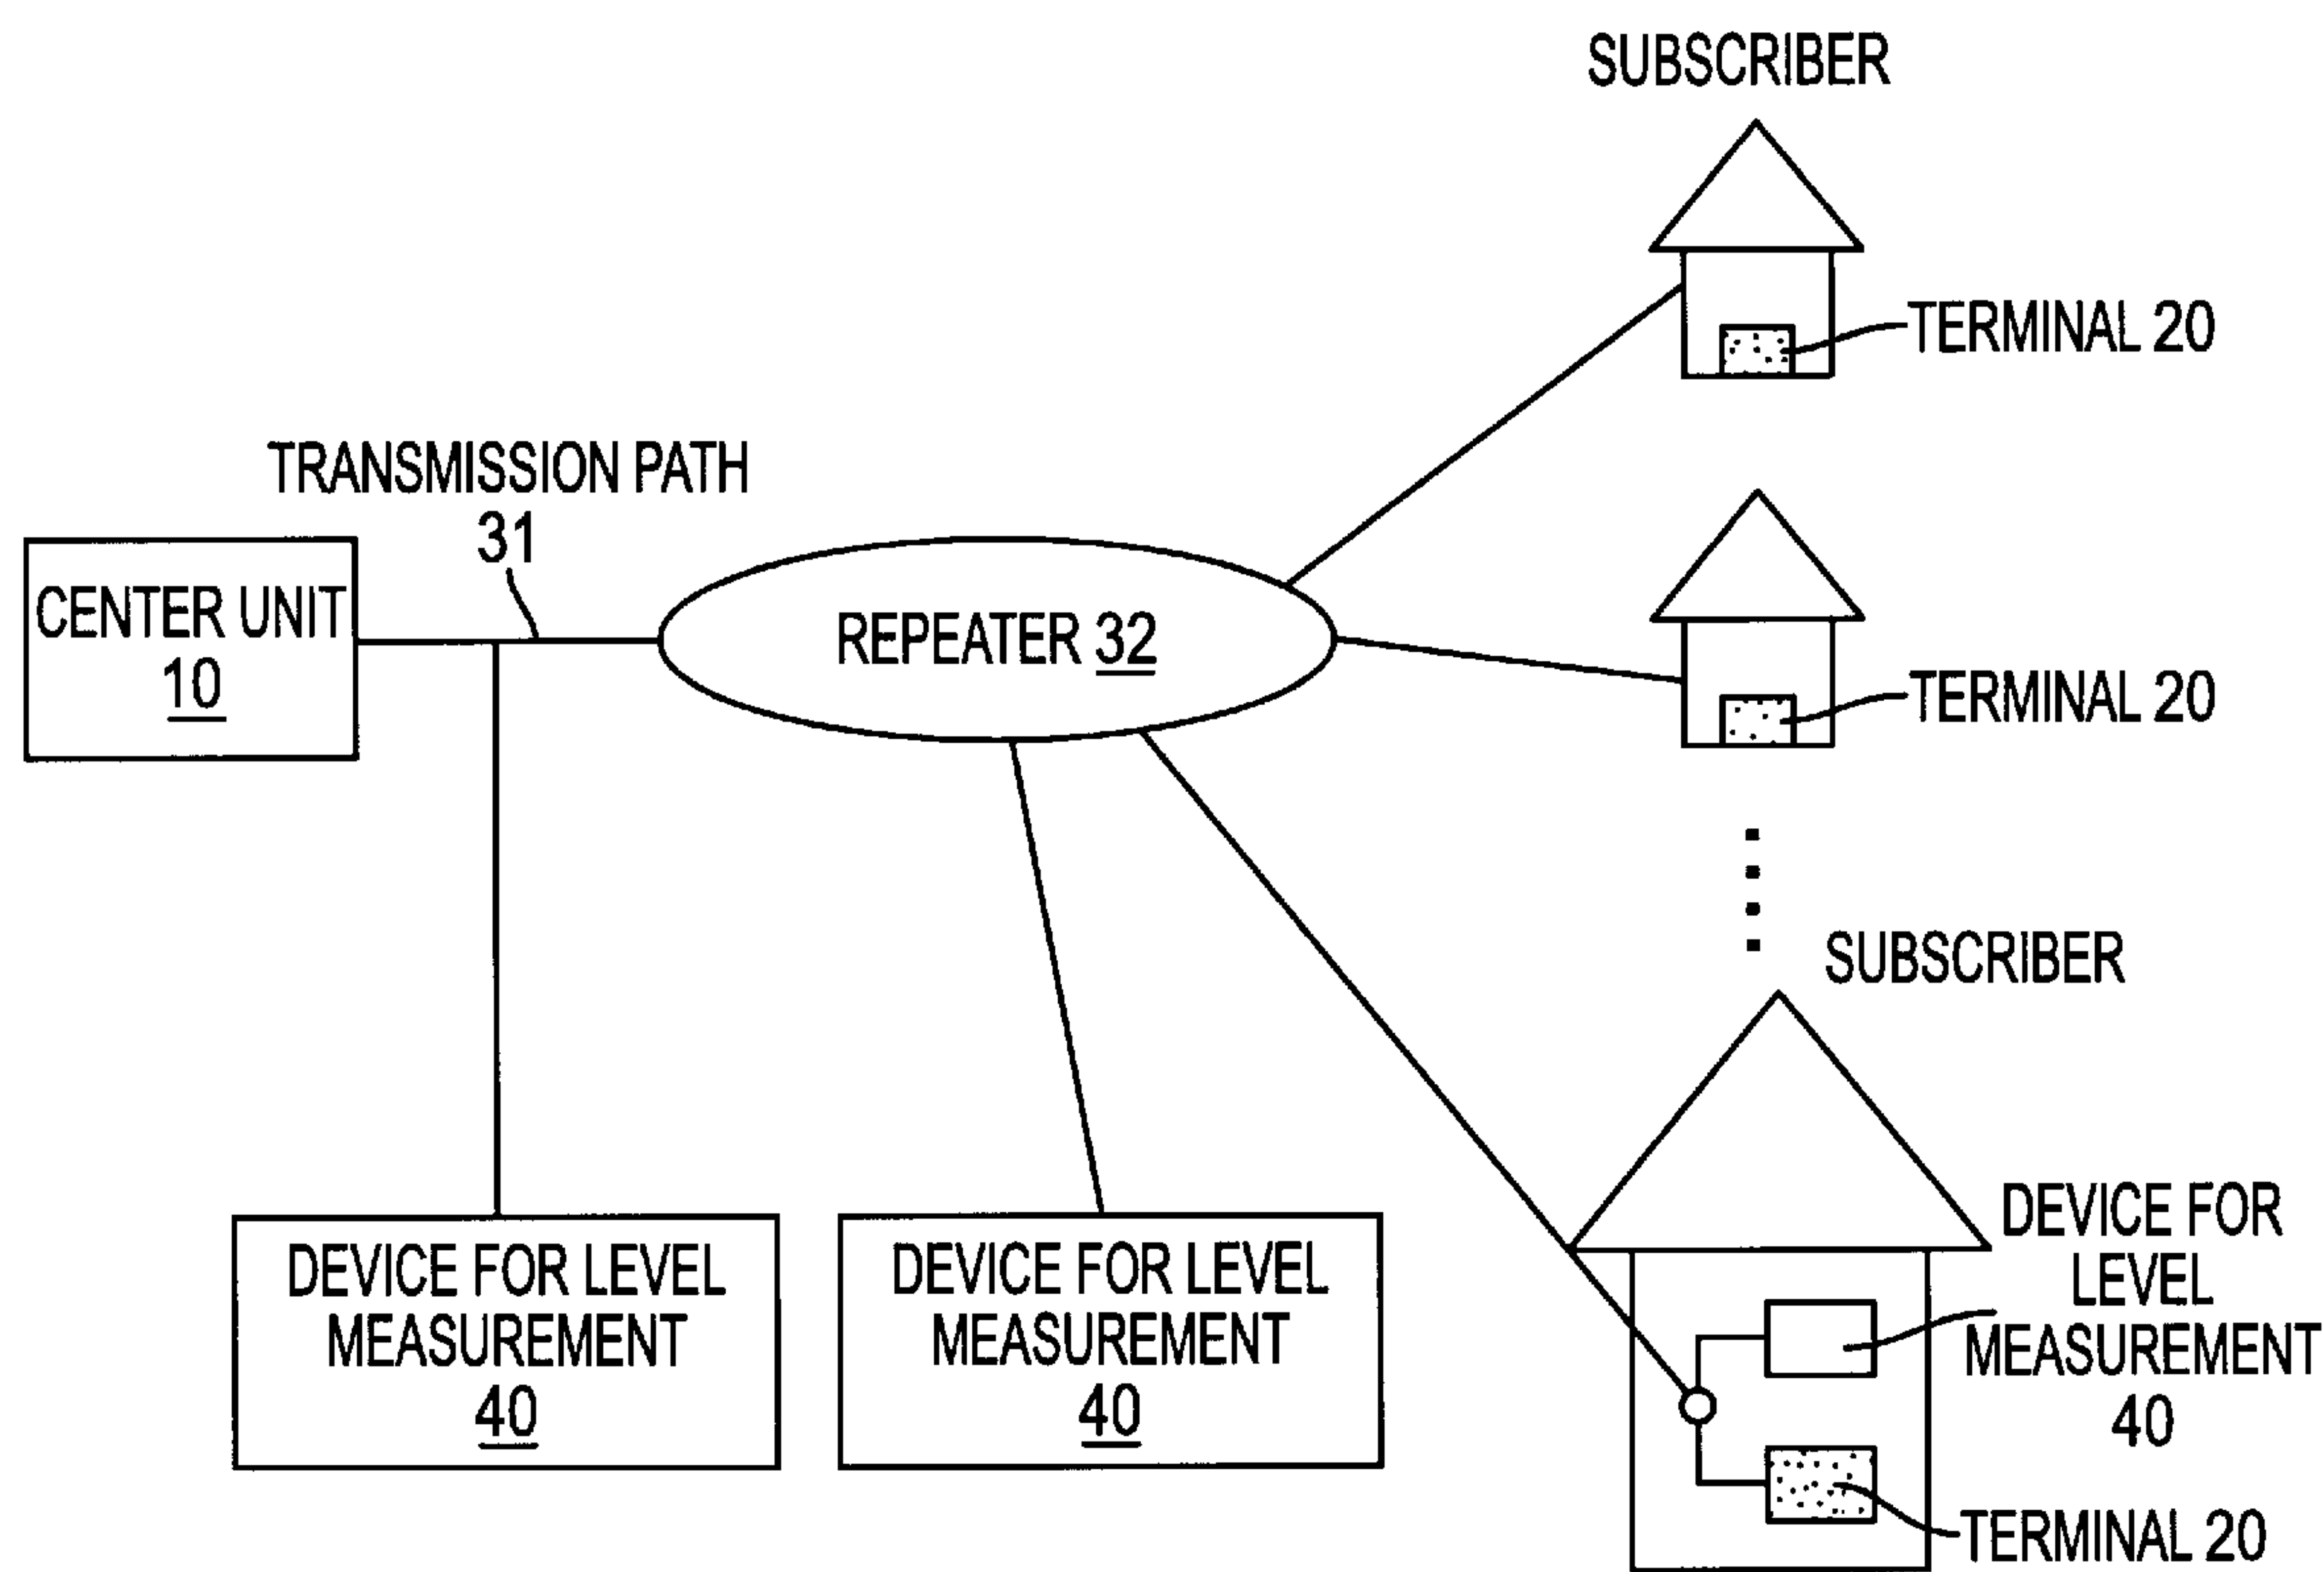 SUBSCRIBER
TERMINAL 20
TRANSMISSION PATH
31
CENTER UNIT
10
REPEATER 32
TERMINAL 20
SUBSCRIBER
DEVICE FOR LEVEL
MEASUREMENT
40
DEVICE FOR LEVEL
MEASUREMENT
40
DEVICE FOR
LEVEL
MEASUREMENT
40
TERMINAL 20